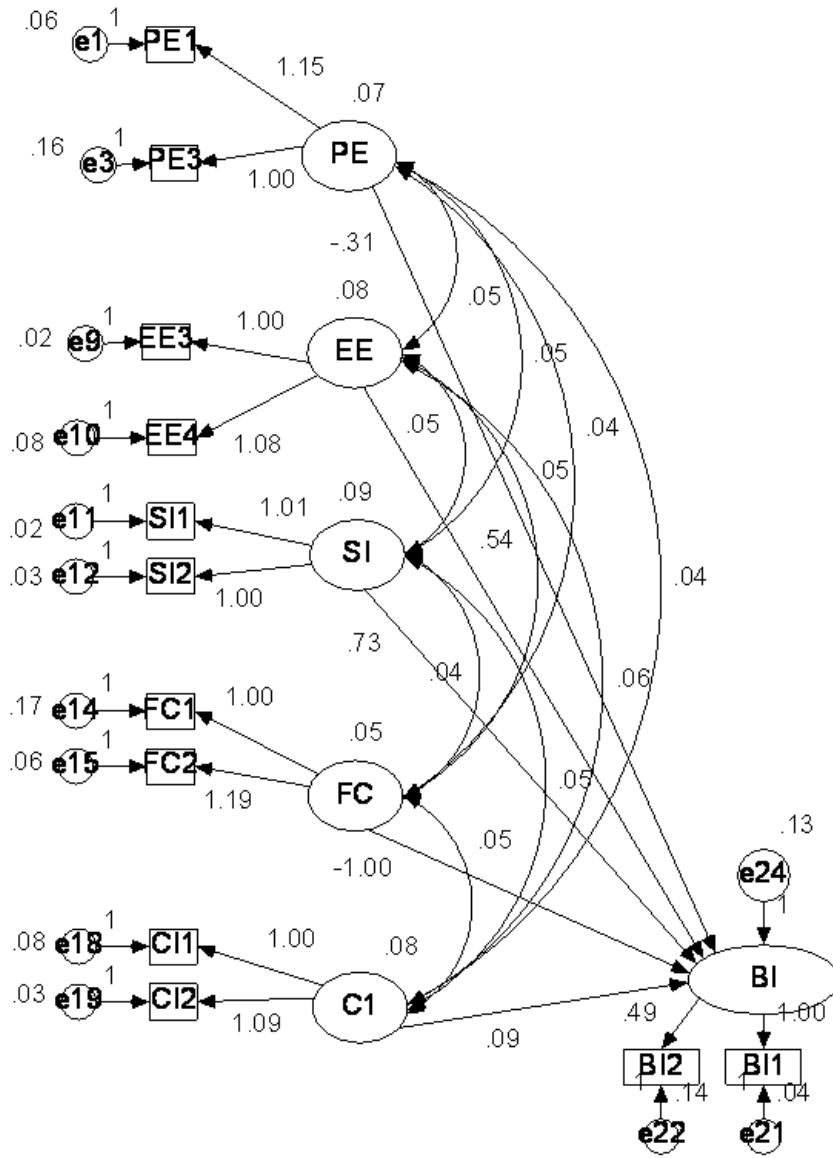 .06 1
e1 PE1
1.15 .07
.16 1
e3 PE3 PE
1.00
-.31
.08
.05
1 1.00
.02 e9 EE3 EE .05
1
.08 e10 EE4 1.08 .05 .04
1 .09 .05
.02 e11 SI1 1.01
1 SI .54
.03 e12 SI2 1.00 .04
.73 .04 .06
1 1.00
.17 e14 FC1 .05
1
.06 e15 FC2 FC .05
1.19
-1.00 .05 .13
e24
1 1.00 .08 1
.08 e18 CI1
1
.03 e19 CI2 C1 BI
1.09 .09 .49 1.00
BI2 BI1
1 .14 1 .04
e22 e21